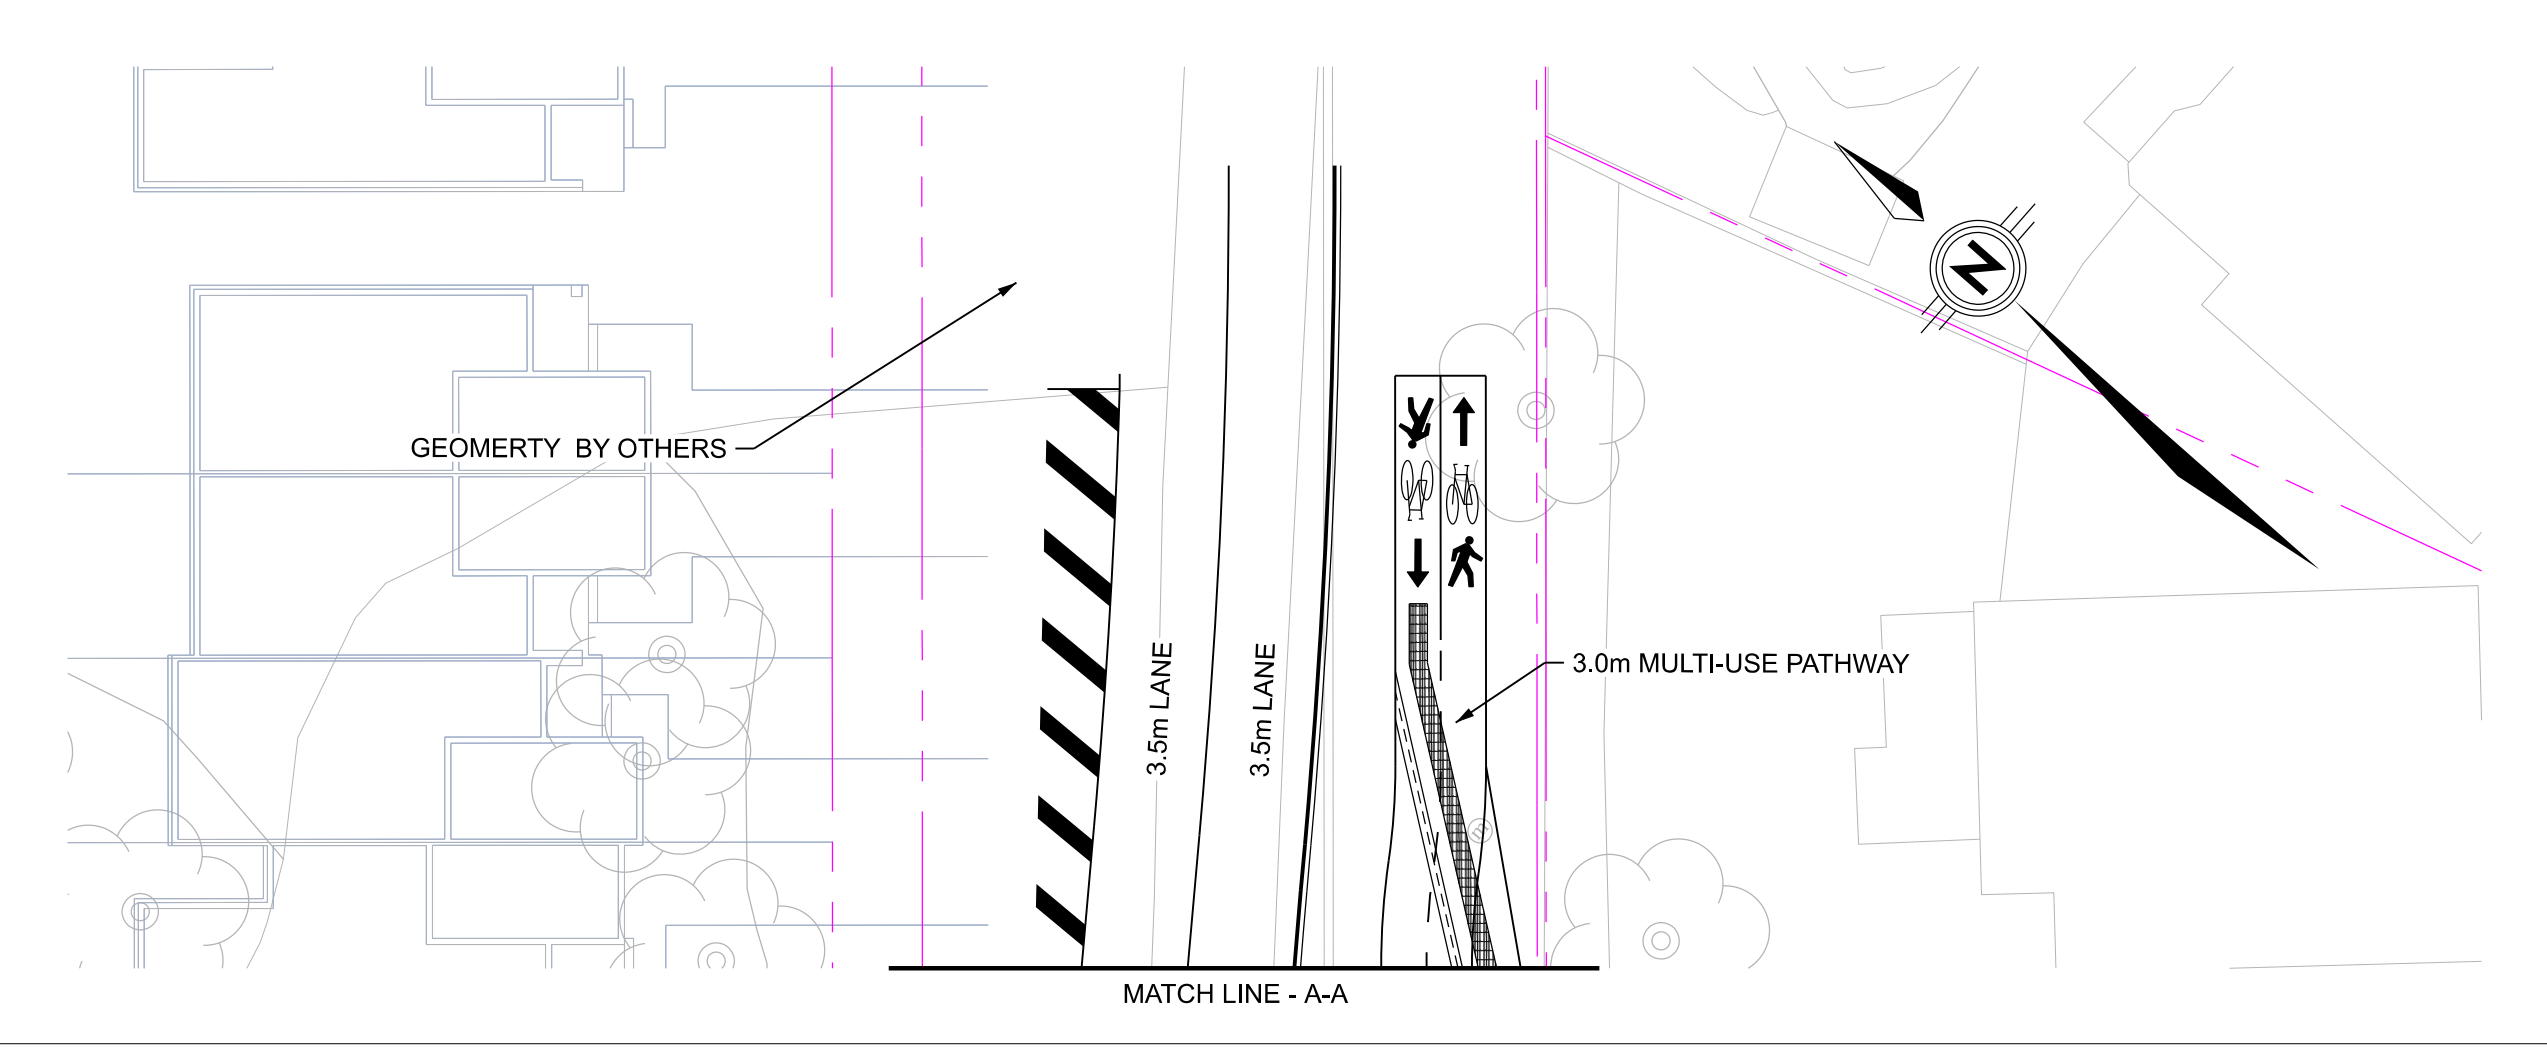 N
GEOMERTY BY OTHERS
3.5m LANE
3.5m LANE
3.0m MULTI-USE PATHWAY
m
MATCH LINE - A-A